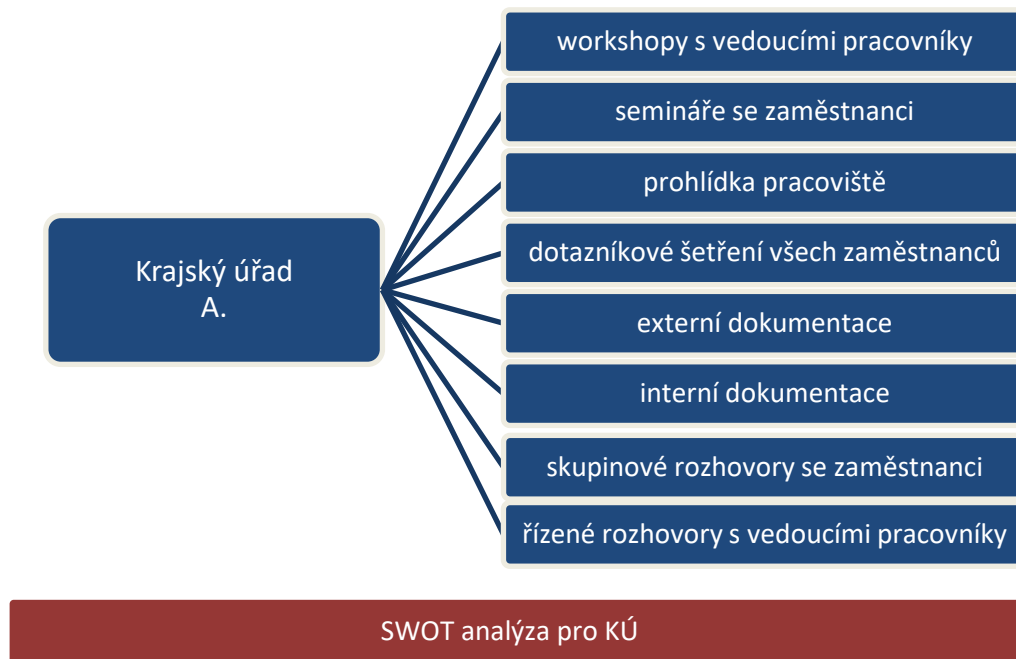 workshopy s vedoucími pracovníky
semináře se zaměstnanci
prohlídka pracoviště
Krajský úřad
A.
dotazníkové šetření všech zaměstnanců
externí dokumentace
interní dokumentace
skupinové rozhovory se zaměstnanci
řízené rozhovory s vedoucími pracovníky
SWOT analýza pro KÚ